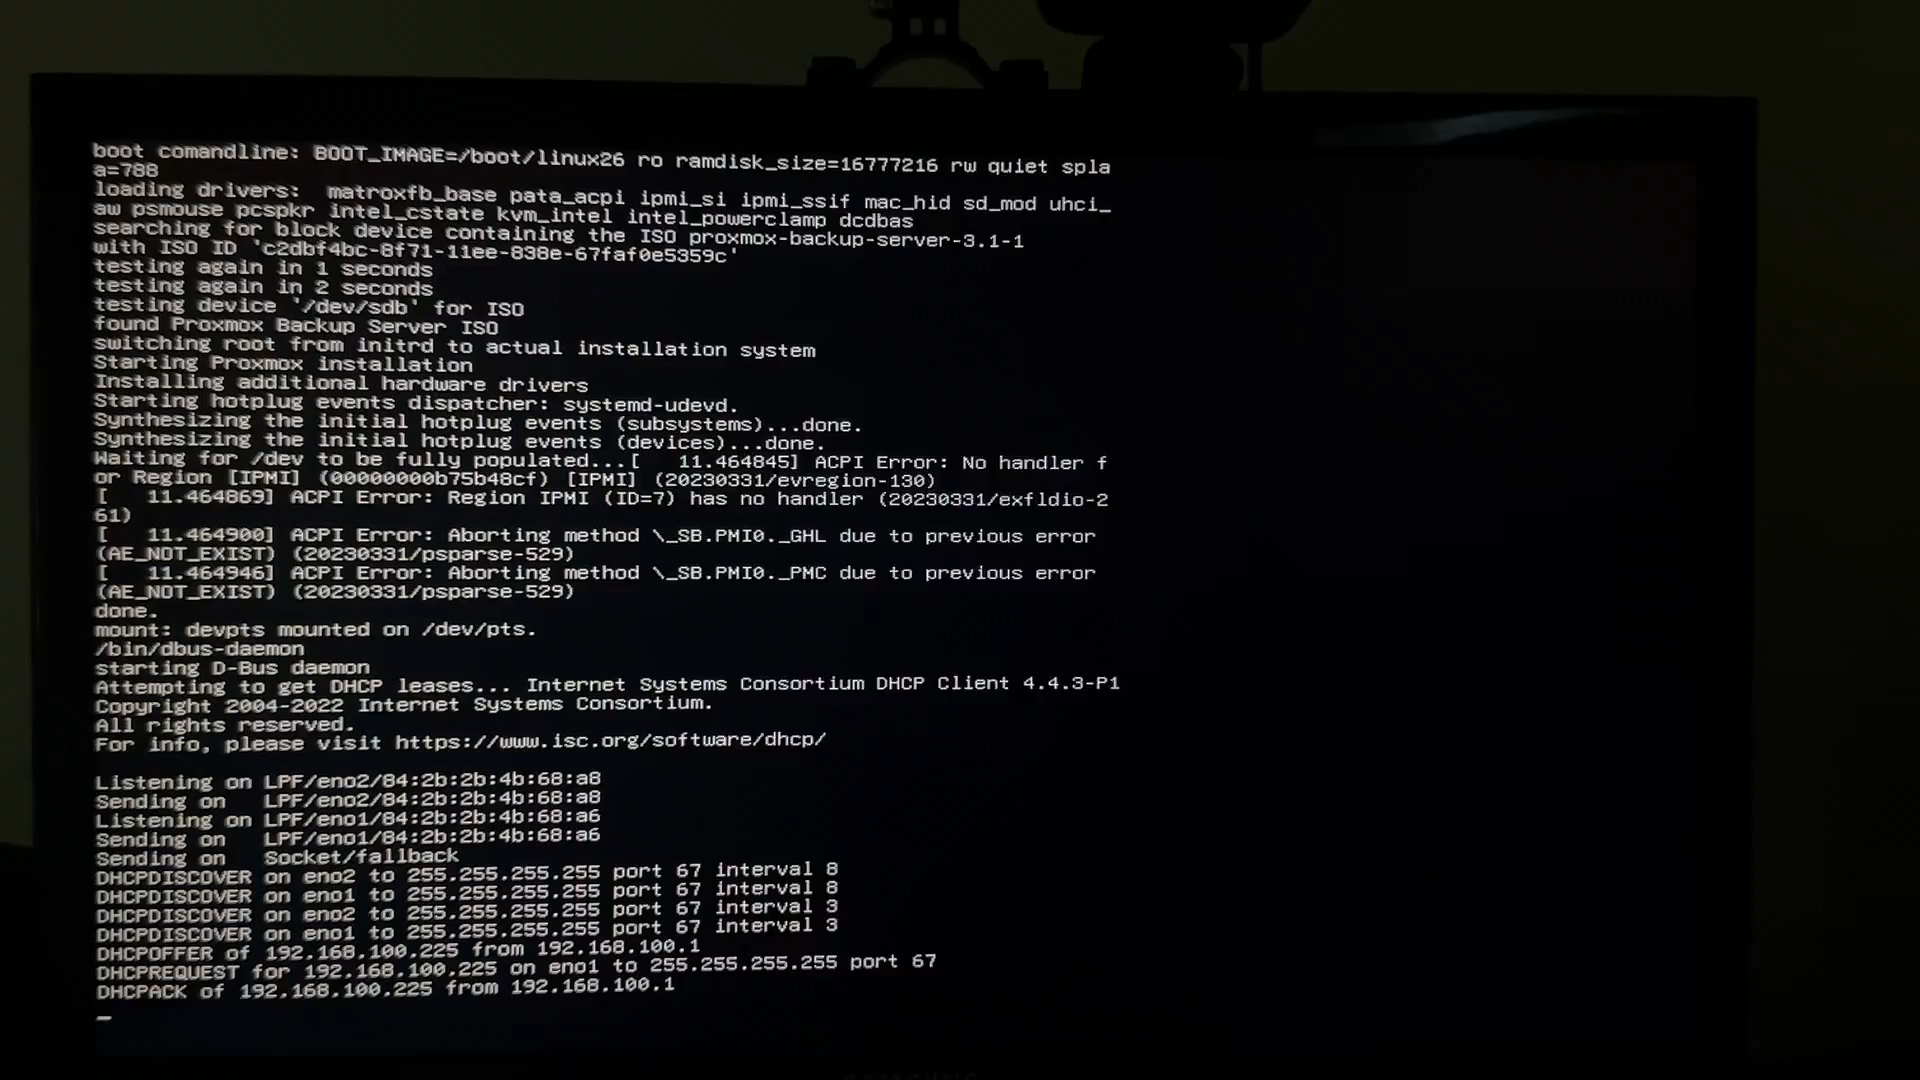 boot comandline: BOOT_IMAGE=/boot/linux26 ro ramdisk_size=16777216 rw quiet spla
a=788
loading drivers:  matroxfb_base pata_acpi ipmi_si ipmi_ssif mac_hid sd_mod uhci_
aw psmouse pcspkr intel_cstate kvm_intel intel_powerclamp dcdbas
searching for block device containing the ISO proxmox-backup-server-3.1-1
with ISO ID 'c2dbf4bc-8f71-11ee-838e-67faf0e5359c'
testing again in 1 seconds
testing again in 2 seconds
testing device '/dev/sdb' for ISO
found Proxmox Backup Server ISO
switching root from initrd to actual installation system
Starting Proxmox installation
Installing additional hardware drivers
Starting hotplug events dispatcher: systemd-udevd.
Synthesizing the initial hotplug events (subsystems)...done.
Synthesizing the initial hotplug events (devices)...done.
Waiting for /dev to be fully populated...[   11.464845] ACPI Error: No handler f
or Region [IPMI] (00000000b75b48cf) [IPMI] (20230331/evregion-130)
[   11.464869] ACPI Error: Region IPMI (ID=7) has no handler (20230331/exfldio-2
61)
[   11.464900] ACPI Error: Aborting method \_SB.PMI0._GHL due to previous error
(AE_NOT_EXIST) (20230331/psparse-529)
[   11.464946] ACPI Error: Aborting method \_SB.PMI0._PMC due to previous error
(AE_NOT_EXIST) (20230331/psparse-529)
done.
mount: devpts mounted on /dev/pts.
/bin/dbus-daemon
starting D-Bus daemon
Attempting to get DHCP leases... Internet Systems Consortium DHCP Client 4.4.3-P1
Copyright 2004-2022 Internet Systems Consortium.
All rights reserved.
For info, please visit https://www.isc.org/software/dhcp/
Listening on LPF/eno2/84:2b:2b:4b:68:a8
Sending on   LPF/eno2/84:2b:2b:4b:68:a8
Listening on LPF/eno1/84:2b:2b:4b:68:a6
Sending on   LPF/eno1/84:2b:2b:4b:68:a6
Sending on   Socket/fallback
DHCPDISCOVER on eno2 to 255.255.255.255 port 67 interval 8
DHCPDISCOVER on eno1 to 255.255.255.255 port 67 interval 8
DHCPDISCOVER on eno2 to 255.255.255.255 port 67 interval 3
DHCPDISCOVER on eno1 to 255.255.255.255 port 67 interval 3
DHCPOFFER of 192.168.100.225 from 192.168.100.1
DHCPREQUEST for 192.168.100.225 on eno1 to 255.255.255.255 port 67
DHCPACK of 192.168.100.225 from 192.168.100.1